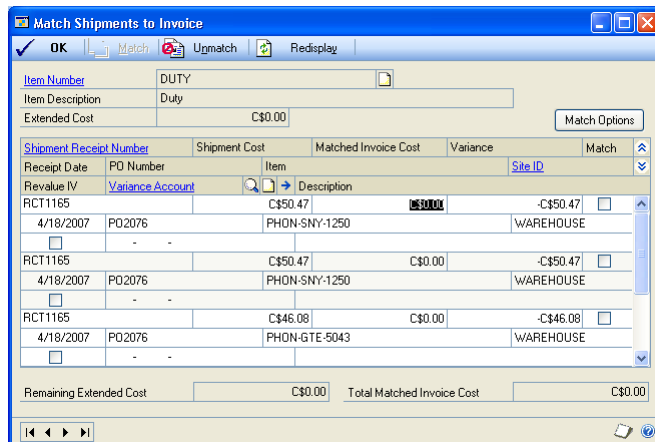 Match Shipments to Invoice
OK Match Unmatch Redisplay
Item Number DUTY
Item Description Duty
Extended Cost C$0.00 Match Options
Shipment Receipt Number Shipment Cost Matched Invoice Cost Variance Match
Receipt Date PO Number Item Site ID
Revalue IV Variance Account Description
RCT1165 C$50.47 C$0.00 -C$50.47
4/18/2007 PO2076 PHON-SNY-1250 WAREHOUSE
- -
RCT1165 C$50.47 C$0.00 -C$50.47
4/18/2007 PO2076 PHON-SNY-1250 WAREHOUSE
- -
RCT1165 C$46.08 C$0.00 -C$46.08
4/18/2007 PO2076 PHON-GTE-5043 WAREHOUSE
- -
Remaining Extended Cost C$0.00 Total Matched Invoice Cost C$0.00